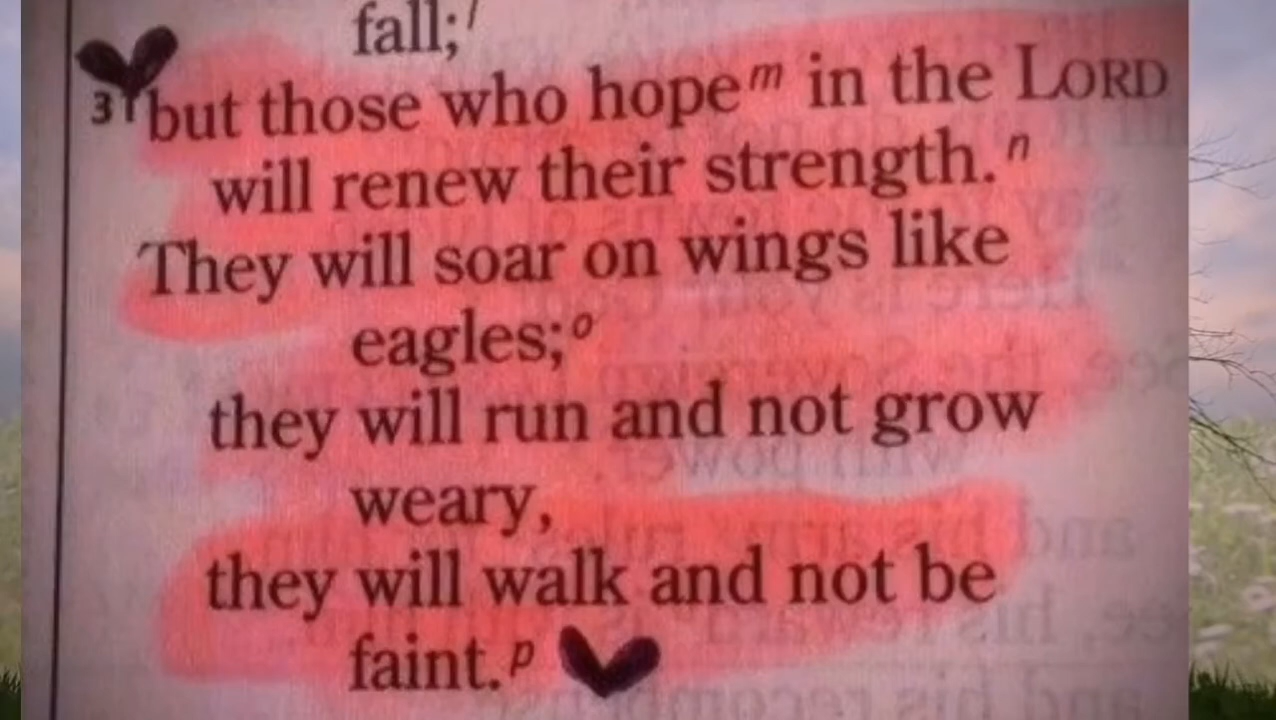 fall;l
31 but those who hope m in the LORD
will renew their strength. n
They will soar on wings like
eagles; o
they will run and not grow
weary,
they will walk and not be
faint. p